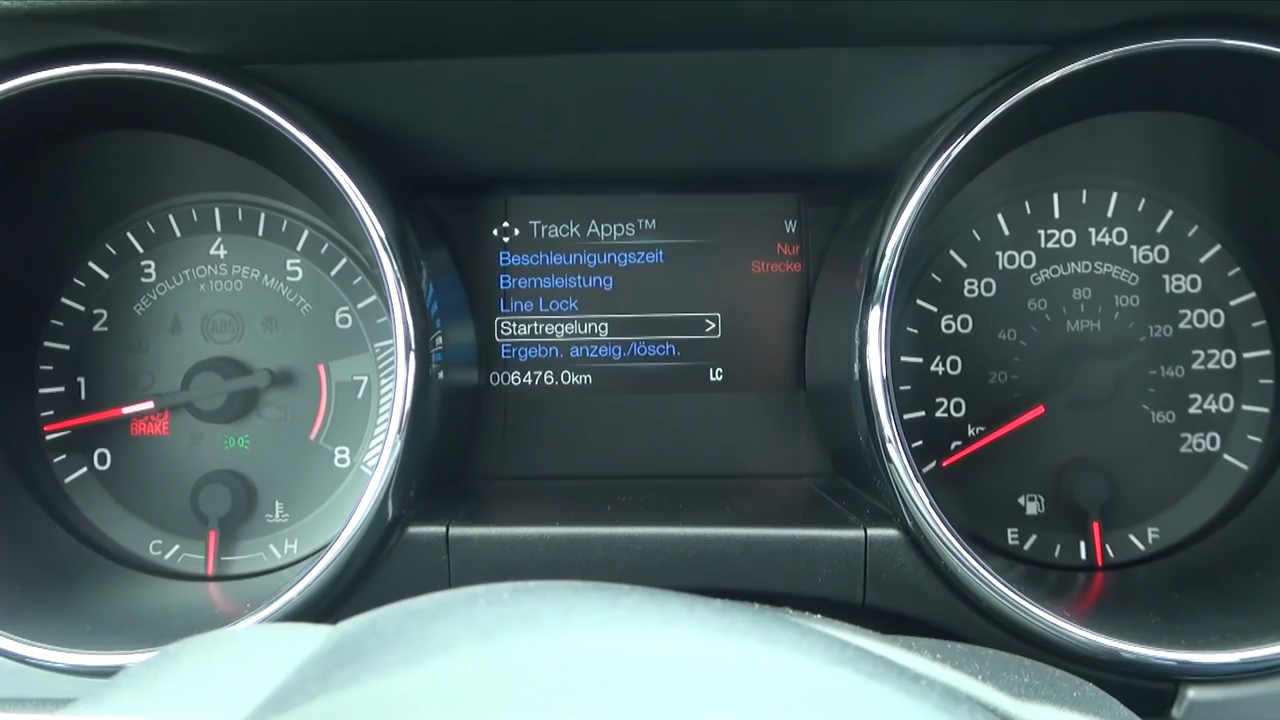 Track Apps™ W
Nur
Strecke
Beschleunigungszeit
Bremsleistung
Line Lock
Startregelung >
Ergebn. anzeig./lösch.
006476.0km LC
0 1 2 3 4 5 6 7 8
REVOLUTIONS PER MINUTE
x1000
ABS
BRAKE
C H
20 40 60 80 100 120 140 160 180 200 220 240 260
GROUND SPEED
20 40 60 80 100 120 140 160
MPH
E F